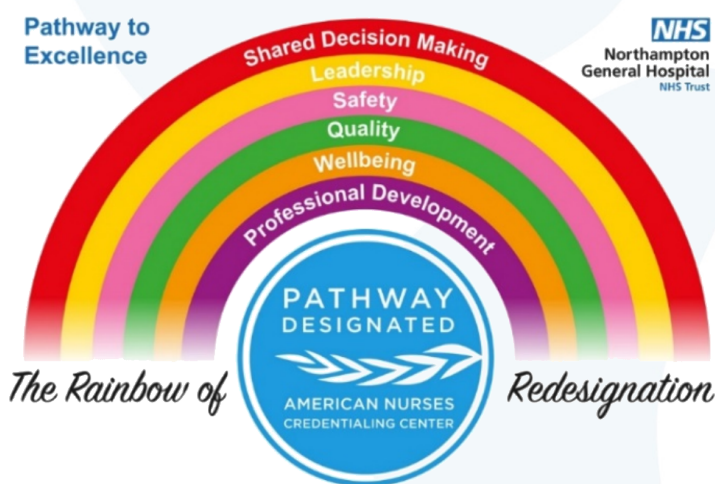 Pathway to
Excellence
NHS
Northampton
General Hospital
NHS Trust
Shared Decision Making
Leadership
Safety
Quality
Wellbeing
Professional Development
PATHWAY
DESIGNATED
AMERICAN NURSES
CREDENTIALING CENTER
The Rainbow of
Redesignation